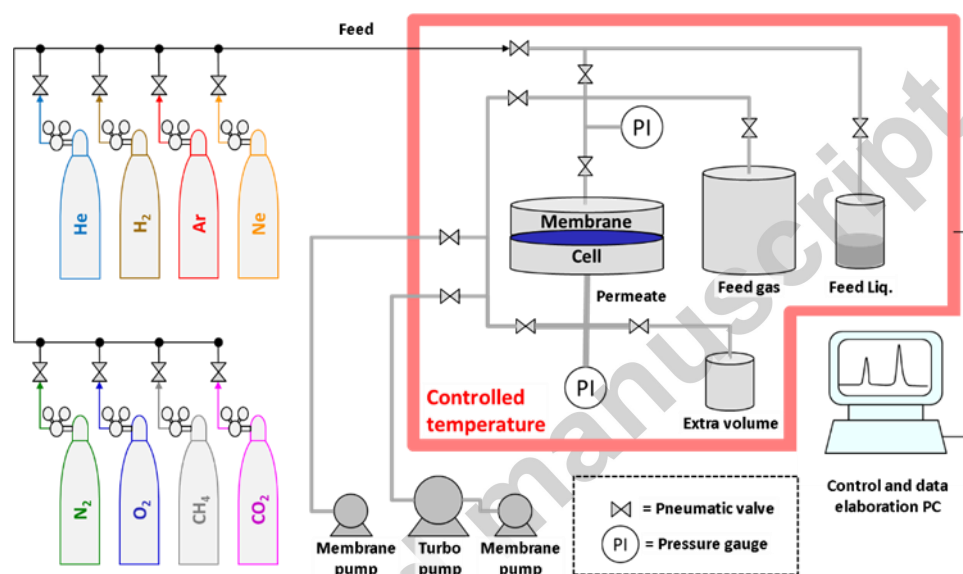 Feed
He
H₂
Ar
Ne
PI
Membrane
Cell
Feed gas
Feed Liq.
Permeate
PI
Controlled
temperature
Extra volume
N₂
O₂
CH₄
CO₂
Control and data
elaboration PC
Membrane
pump
Turbo
pump
Membrane
pump
= Pneumatic valve
PI = Pressure gauge
manuscript